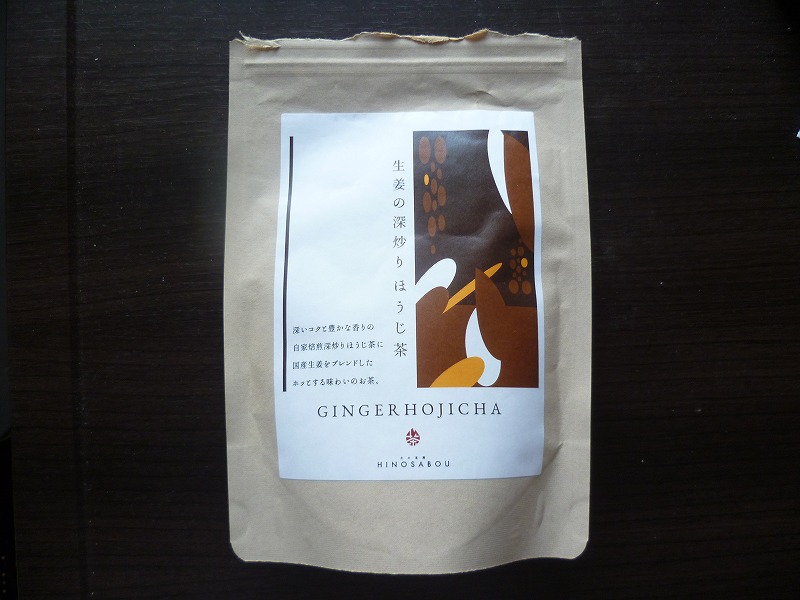 生姜の深炒りほうじ茶
深いコクと豊かな香りの
自家焙煎深炒りほうじ茶に
国産生姜をブレンドした
ホッとする味わいのお茶。
GINGERHOJICHA
茶
HINOSABOU